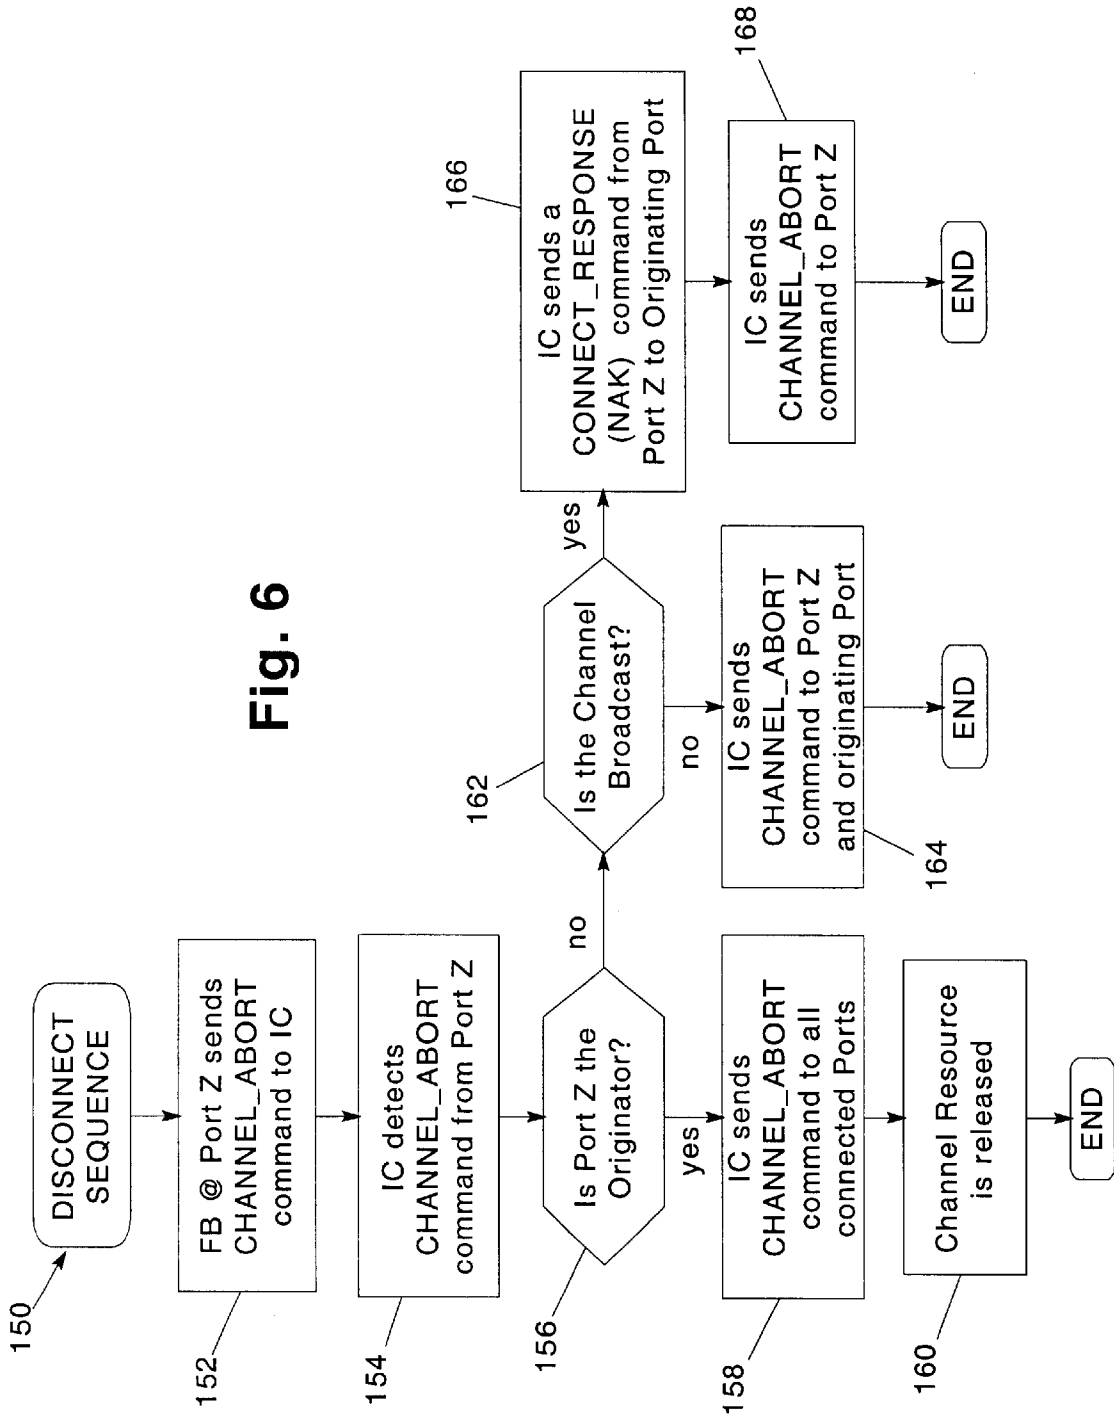 150
DISCONNECT
SEQUENCE
152
FB @ Port Z sends
CHANNEL_ABORT
command to IC
154
IC detects
CHANNEL_ABORT
command from Port Z
156
Is Port Z the
Originator?
no
yes
158
IC sends
CHANNEL_ABORT
command to all
connected Ports
160
Channel Resource
is released
END
Fig. 6
162
Is the Channel
Broadcast?
yes
no
IC sends
CHANNEL_ABORT
command to Port Z
and originating Port
164
END
166
IC sends a
CONNECT_RESPONSE
(NAK) command from
Port Z to Originating Port
168
IC sends
CHANNEL_ABORT
command to Port Z
END